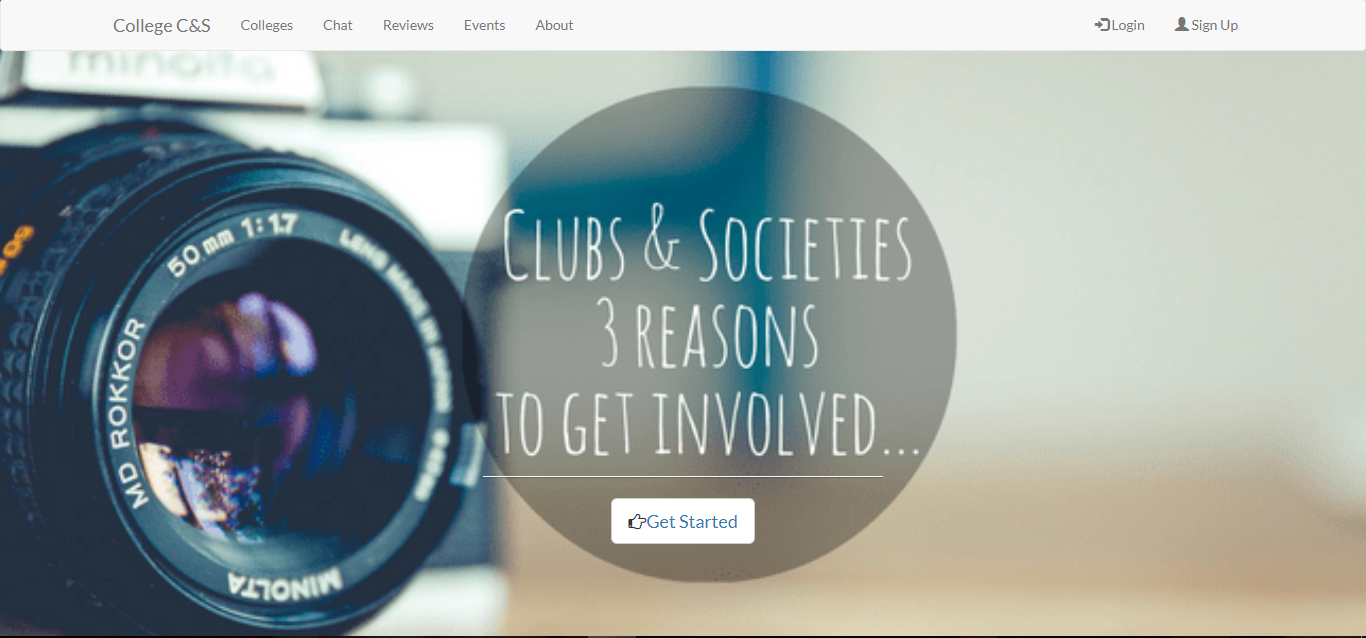 College C&S Colleges Chat Reviews Events About Login Sign Up
minolta
50 mm 1:1.7
LENS MADE IN JAPAN
MD ROKKOR
MINOLTA
CLUBS & SOCIETIES
3 REASONS
TO GET INVOLVED...
Get Started